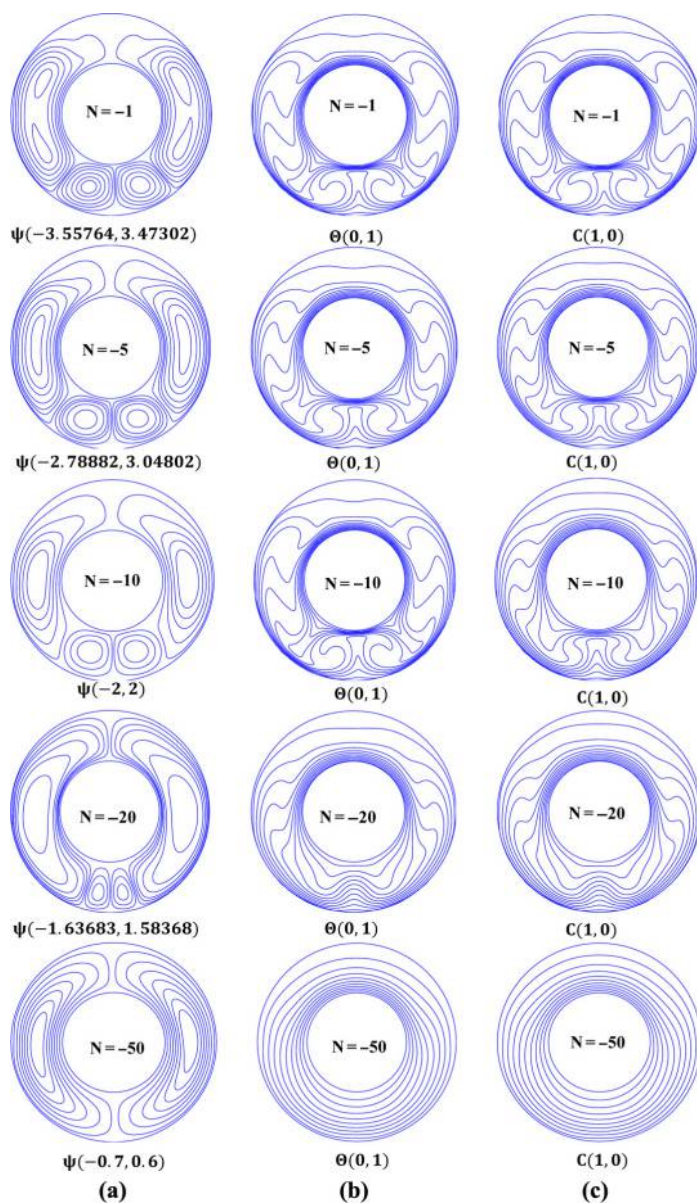 N=−1 N=−1 N=−1
ψ(−3.55764, 3.47302) Θ(0, 1) C(1, 0)
N=−5 N=−5 N=−5
ψ(−2.78882, 3.04802) Θ(0, 1) C(1, 0)
N=−10 N=−10 N=−10
ψ(−2, 2) Θ(0, 1) C(1, 0)
N=−20 N=−20 N=−20
ψ(−1.63683, 1.58368) Θ(0, 1) C(1, 0)
N=−50 N=−50 N=−50
ψ(−0.7, 0.6) Θ(0, 1) C(1, 0)
(a) (b) (c)